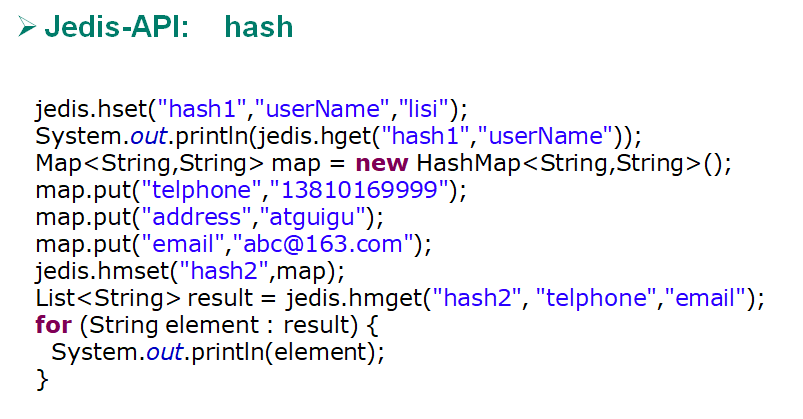 Jedis-API: hash
jedis.hset("hash1","userName","lisi");
System.out.println(jedis.hget("hash1","userName"));
Map<String,String> map = new HashMap<String,String>();
map.put("telphone","13810169999");
map.put("address","atguigu");
map.put("email","abc@163.com");
jedis.hmset("hash2",map);
List<String> result = jedis.hmget("hash2", "telphone","email");
for (String element : result) {
  System.out.println(element);
}